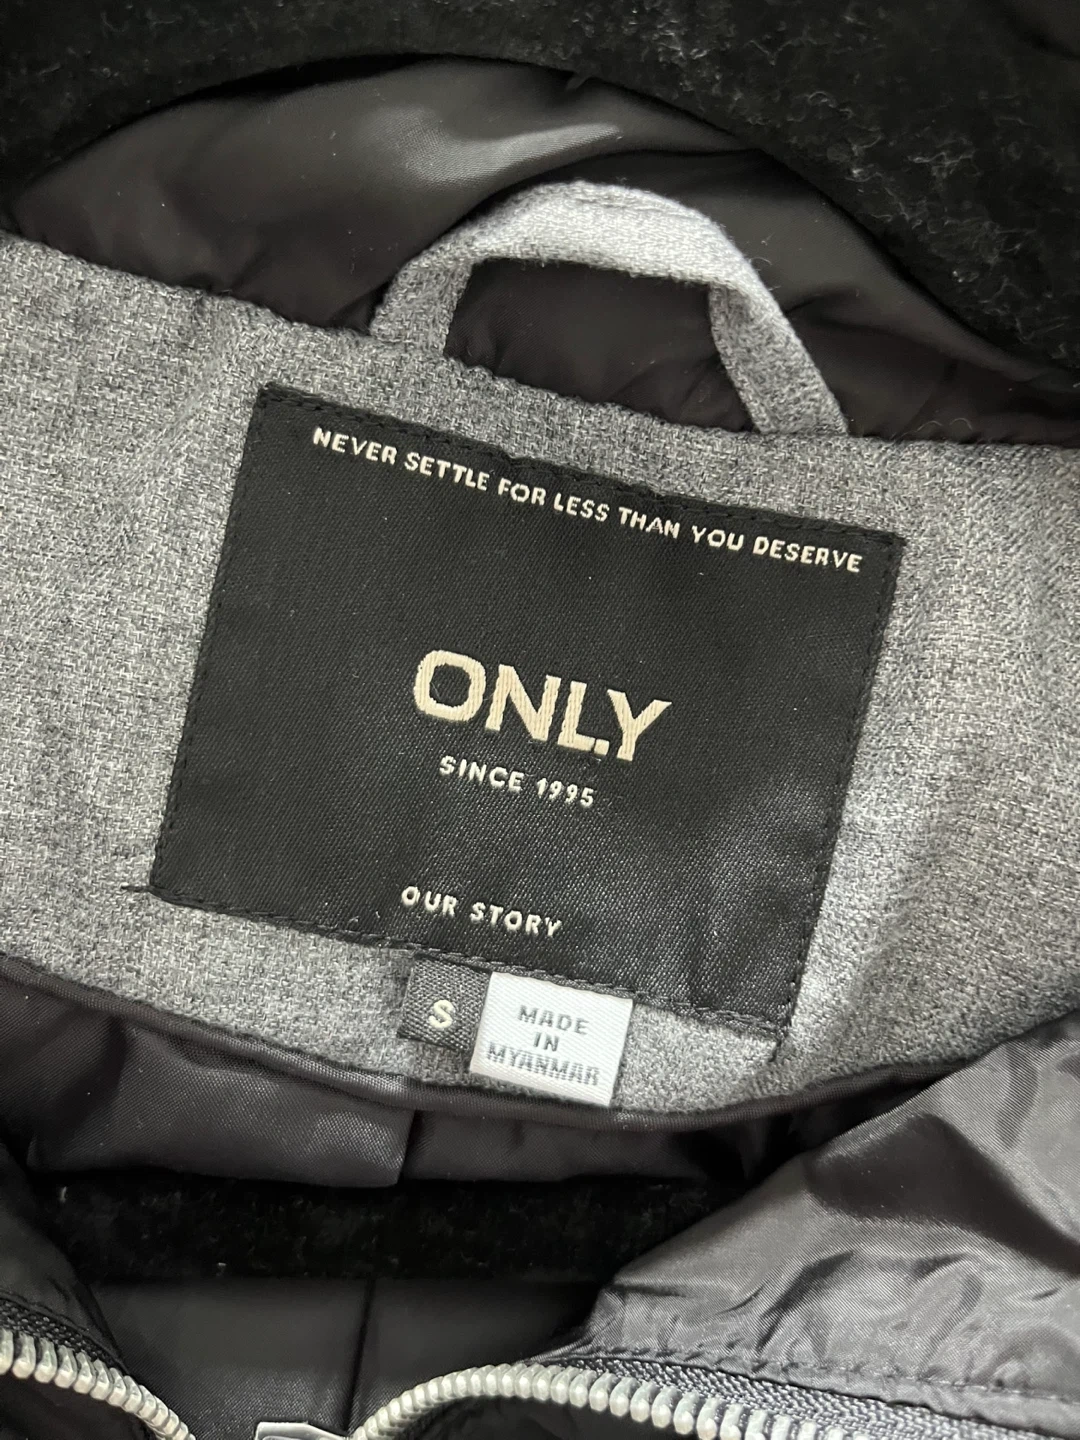 NEVER SETTLE FOR LESS THAN YOU DESERVE
ONLY
SINCE 1995
OUR STORY
S
MADE
IN
MYANMAR